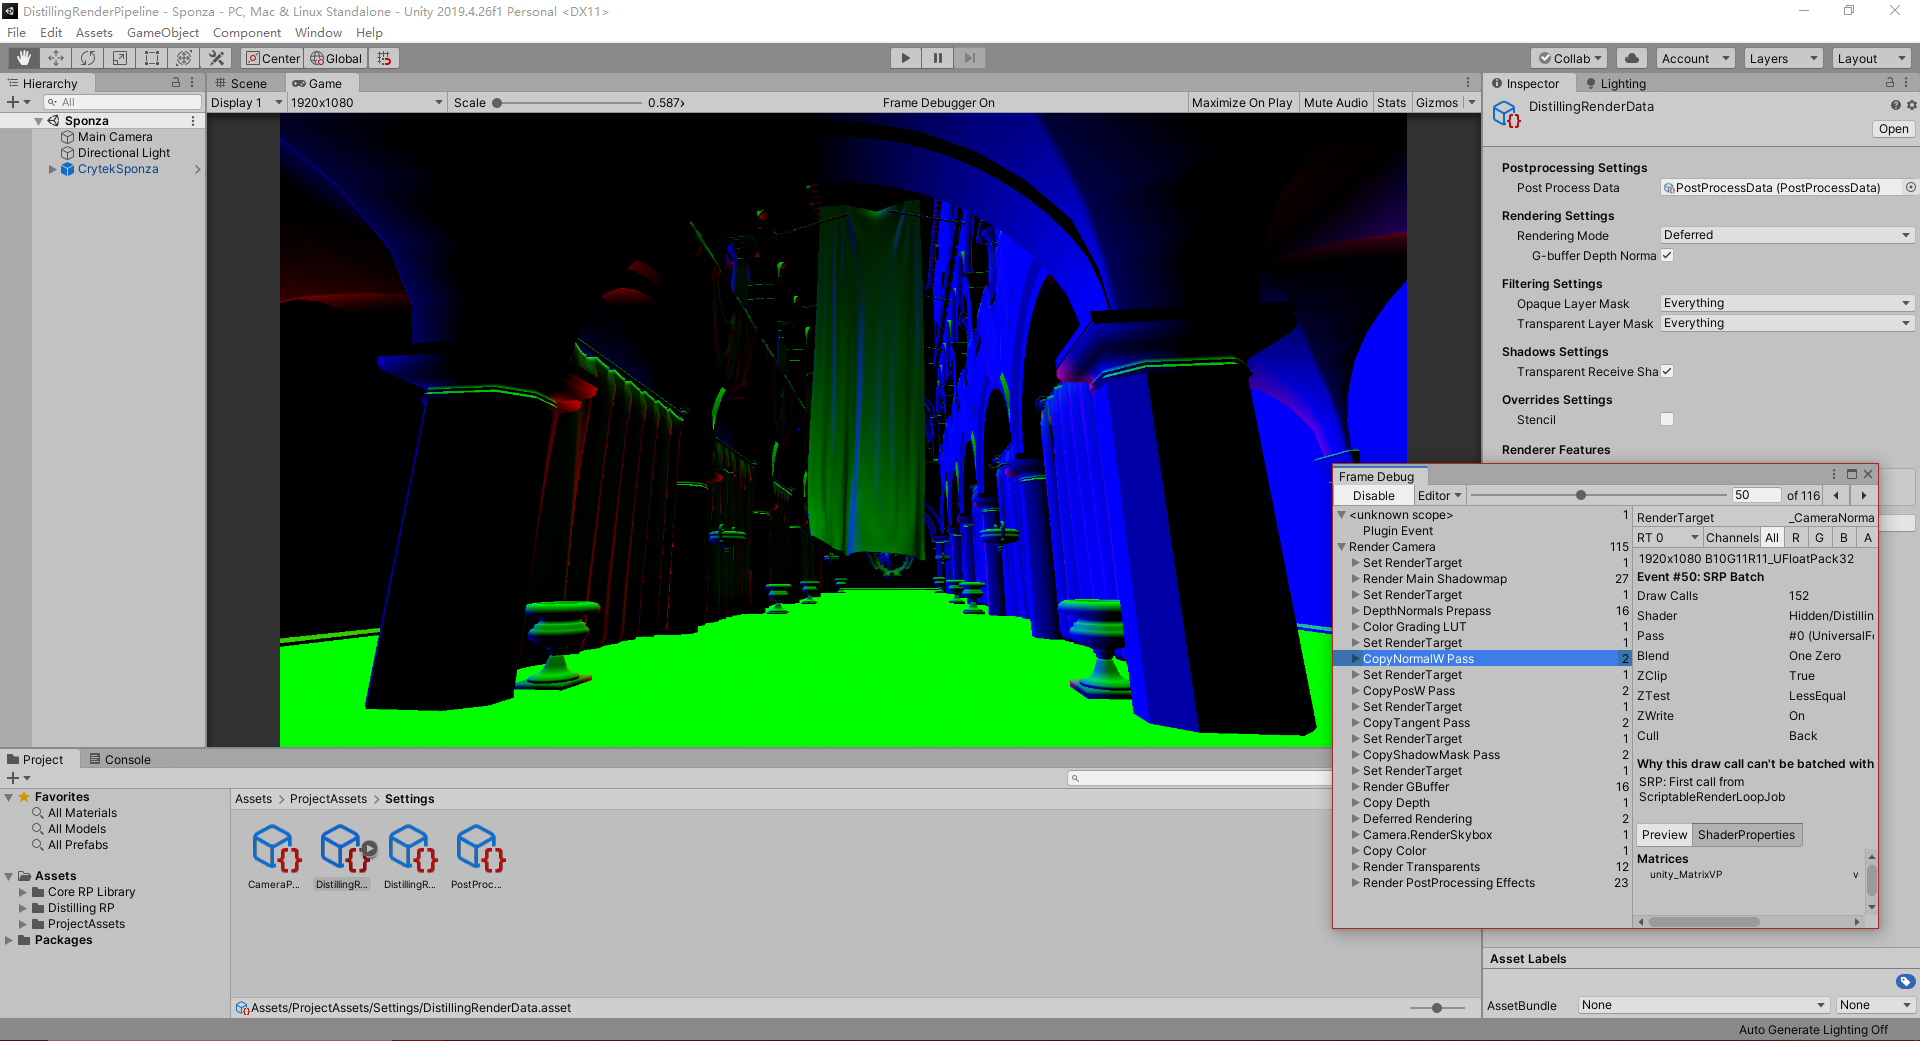 DistillingRenderPipeline - Sponza - PC, Mac & Linux Standalone - Unity 2019.4.26f1 Personal <DX11>
File Edit Assets GameObject Component Window Help
Center Global
Collab Account Layers Layout
Hierarchy
All
Sponza
Main Camera
Directional Light
CrytekSponza
Scene Game
Display 1 1920x1080 Scale 0.587x Frame Debugger On Maximize On Play Mute Audio Stats Gizmos
Inspector Lighting
DistillingRenderData
Open
Postprocessing Settings
Post Process Data PostProcessData (PostProcessData)
Rendering Settings
Rendering Mode Deferred
G-buffer Depth Norma
Filtering Settings
Opaque Layer Mask Everything
Transparent Layer Mask Everything
Shadows Settings
Transparent Receive Sha
Overrides Settings
Stencil
Renderer Features
Frame Debug
Disable Editor 50 of 116
<unknown scope> 1
Plugin Event
Render Camera 115
Set RenderTarget 1
Render Main Shadowmap 27
Set RenderTarget 1
DepthNormals Prepass 16
Color Grading LUT 1
Set RenderTarget 1
CopyNormalW Pass 2
Set RenderTarget 1
CopyPosW Pass 2
Set RenderTarget 1
CopyTangent Pass 2
Set RenderTarget 1
CopyShadowMask Pass 2
Set RenderTarget 1
Render GBuffer 16
Copy Depth 1
Deferred Rendering 2
Camera.RenderSkybox 1
Copy Color 1
Render Transparents 12
Render PostProcessing Effects 23
RenderTarget _CameraNorma
RT 0 Channels All R G B A
1920x1080 B10G11R11_UFloatPack32
Event #50: SRP Batch
Draw Calls 152
Shader Hidden/Distillin
Pass #0 (UniversalFo
Blend One Zero
ZClip True
ZTest LessEqual
ZWrite On
Cull Back
Why this draw call can't be batched with
SRP: First call from
ScriptableRenderLoopJob
Preview ShaderProperties
Matrices
unity_MatrixVP v
Project Console
Favorites
All Materials
All Models
All Prefabs
Assets
Core RP Library
Distilling RP
ProjectAssets
Packages
Assets > ProjectAssets > Settings
CameraP... DistillingR... DistillingR... PostProc...
Assets/ProjectAssets/Settings/DistillingRenderData.asset
Asset Labels
AssetBundle None None
Auto Generate Lighting Off